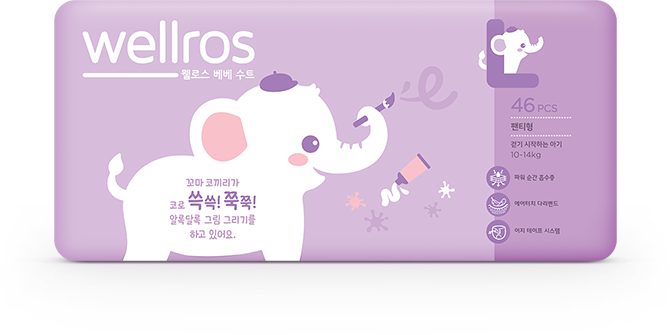 wellros
웰로스 베베 수트
꼬마 코끼리가
코로 쓱쓱! 쭉쭉!
알록달록 그림 그리기를
하고 있어요.
L
46 PCS
팬티형
걷기 시작하는 아기
10-14kg
파워 순간 흡수층
에어터치 다리밴드
이지 테이프 시스템